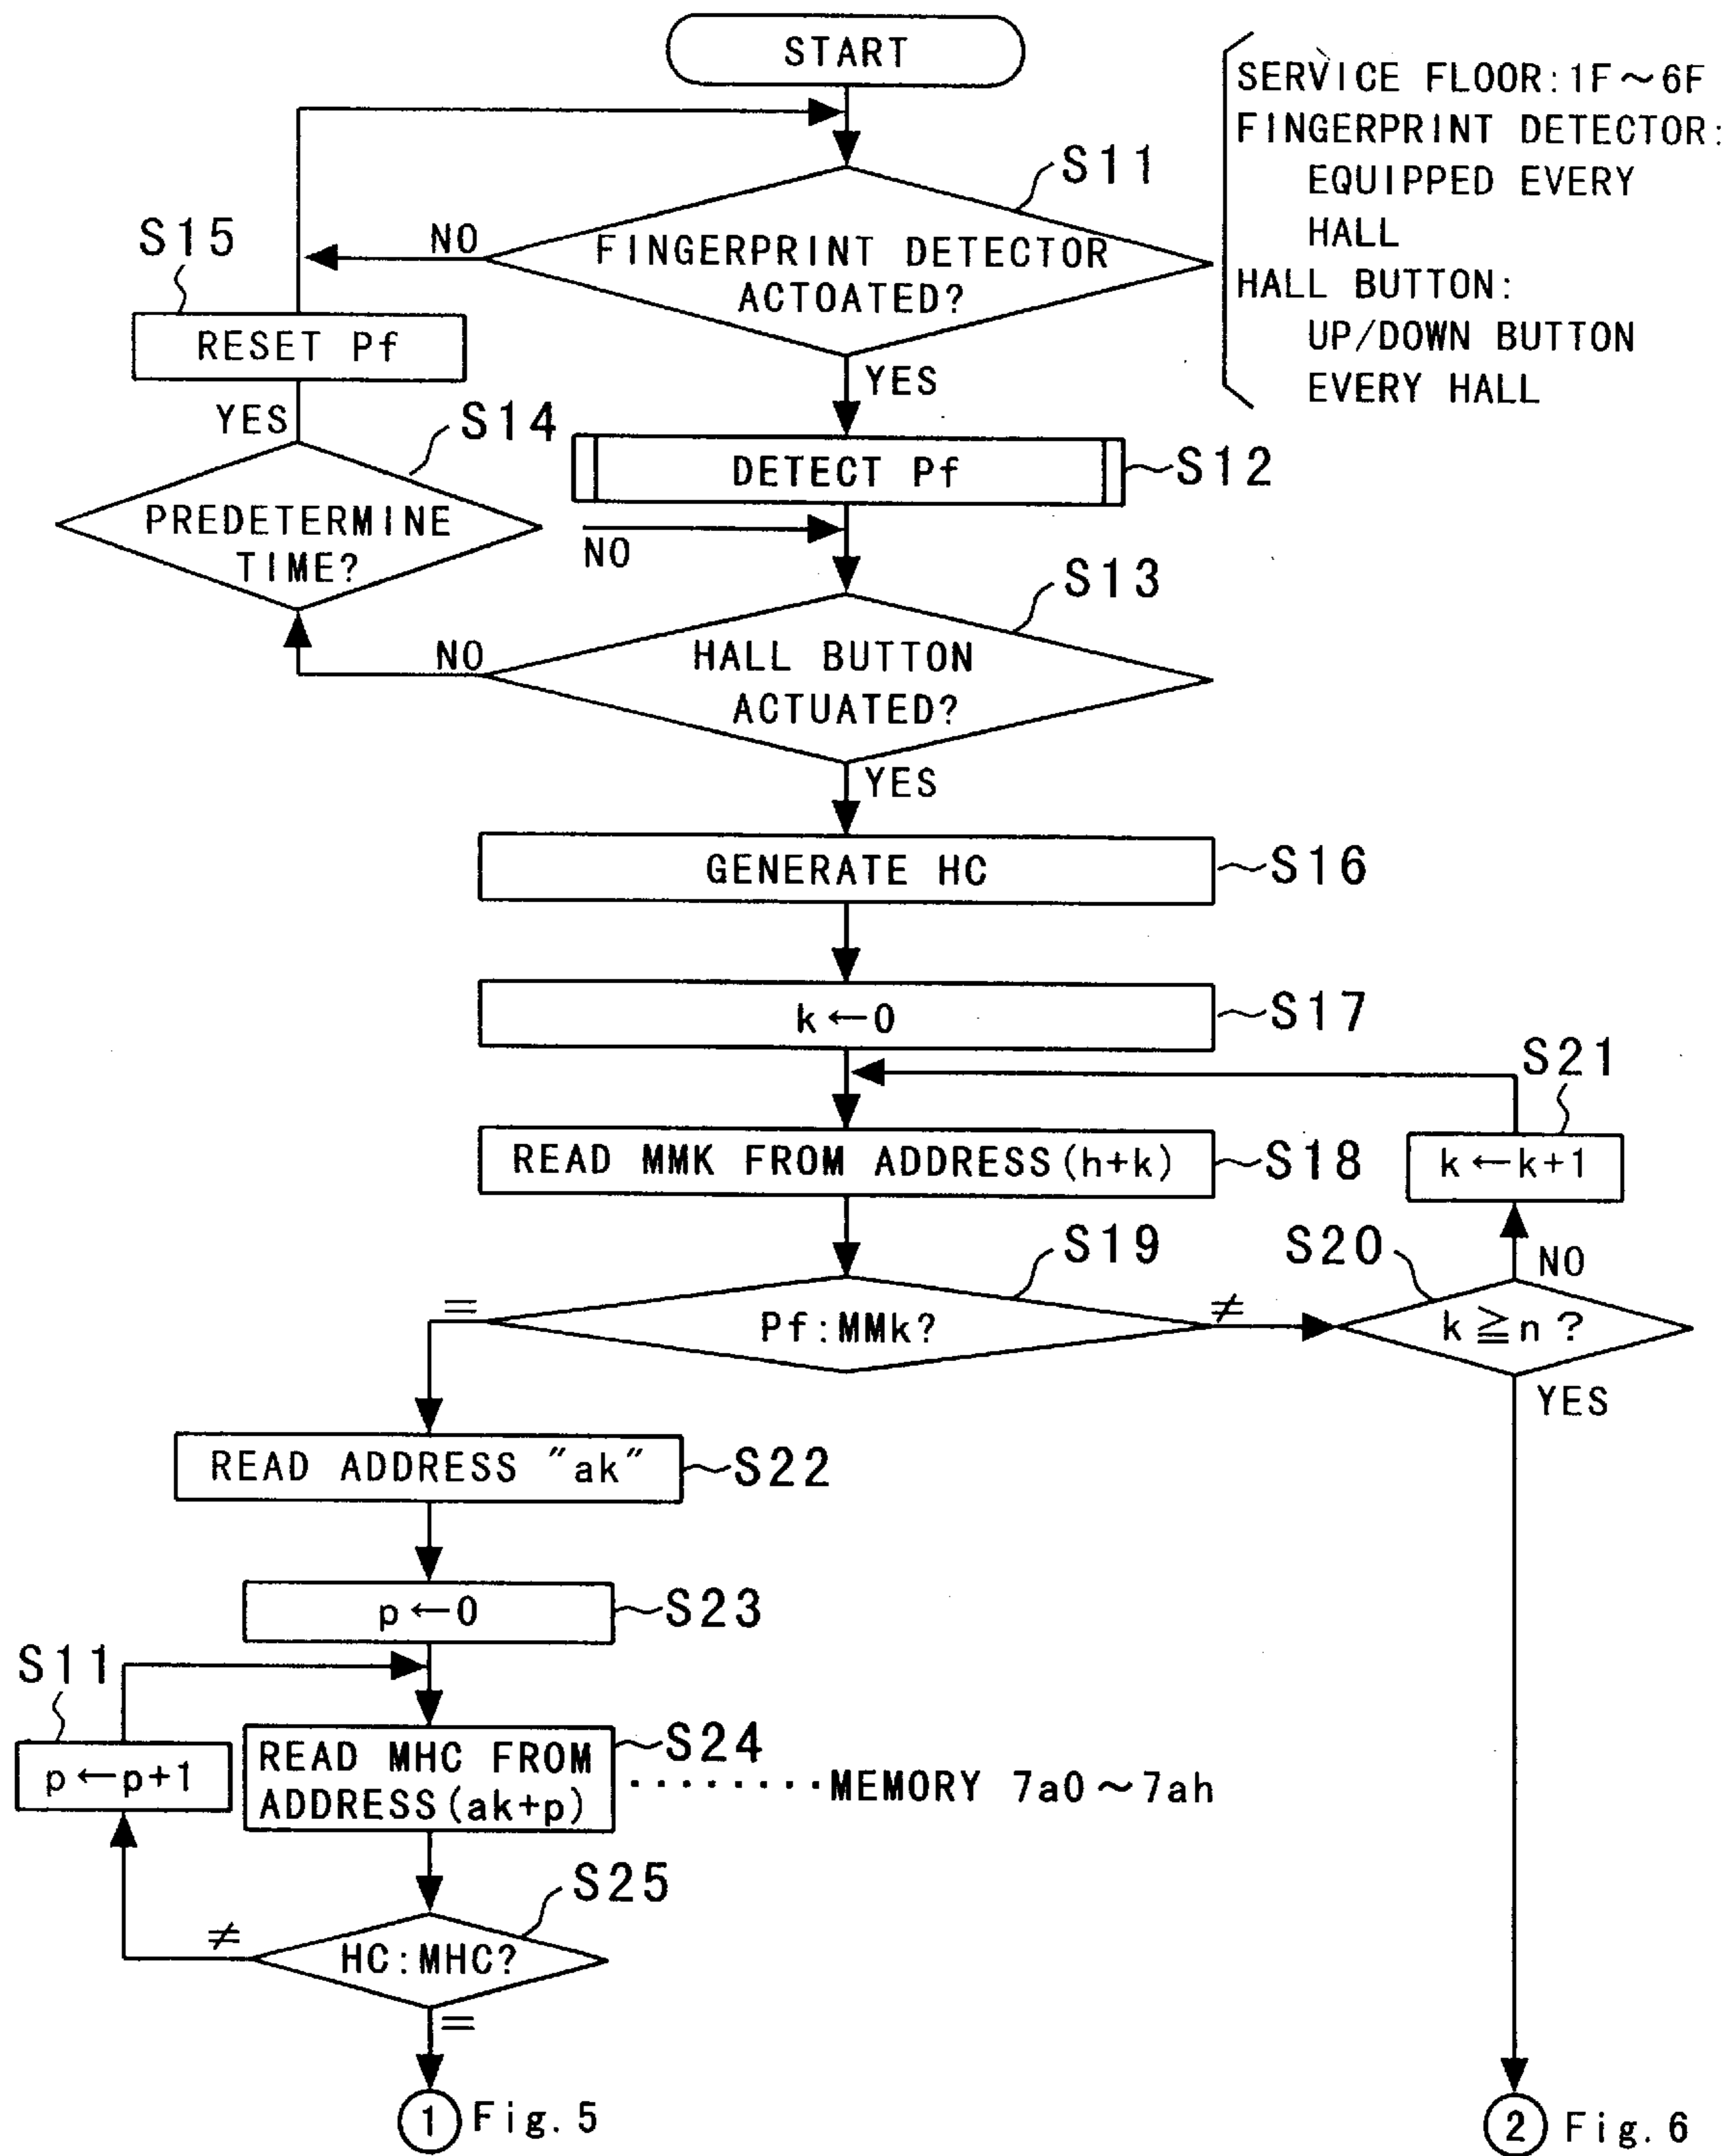 START
SERVICE FLOOR:1F～6F
FINGERPRINT DETECTOR:
EQUIPPED EVERY
HALL
HALL BUTTON:
UP/DOWN BUTTON
EVERY HALL
S11
NO
FINGERPRINT DETECTOR
ACTOATED?
S15
RESET Pf
YES
YES
S14
DETECT Pf
S12
PREDETERMINE
TIME?
NO
S13
NO
HALL BUTTON
ACTUATED?
YES
GENERATE HC
S16
k←0
S17
S21
READ MMK FROM ADDRESS(h+k)
S18
k←k+1
S19
S20
NO
=
Pf:MMk?
≠
k≧n?
YES
READ ADDRESS "ak"
S22
p←0
S23
S11
p←p+1
READ MHC FROM
ADDRESS(ak+p)
S24
········MEMORY 7a0～7ah
S25
≠
HC:MHC?
=
1 Fig.5
2 Fig.6